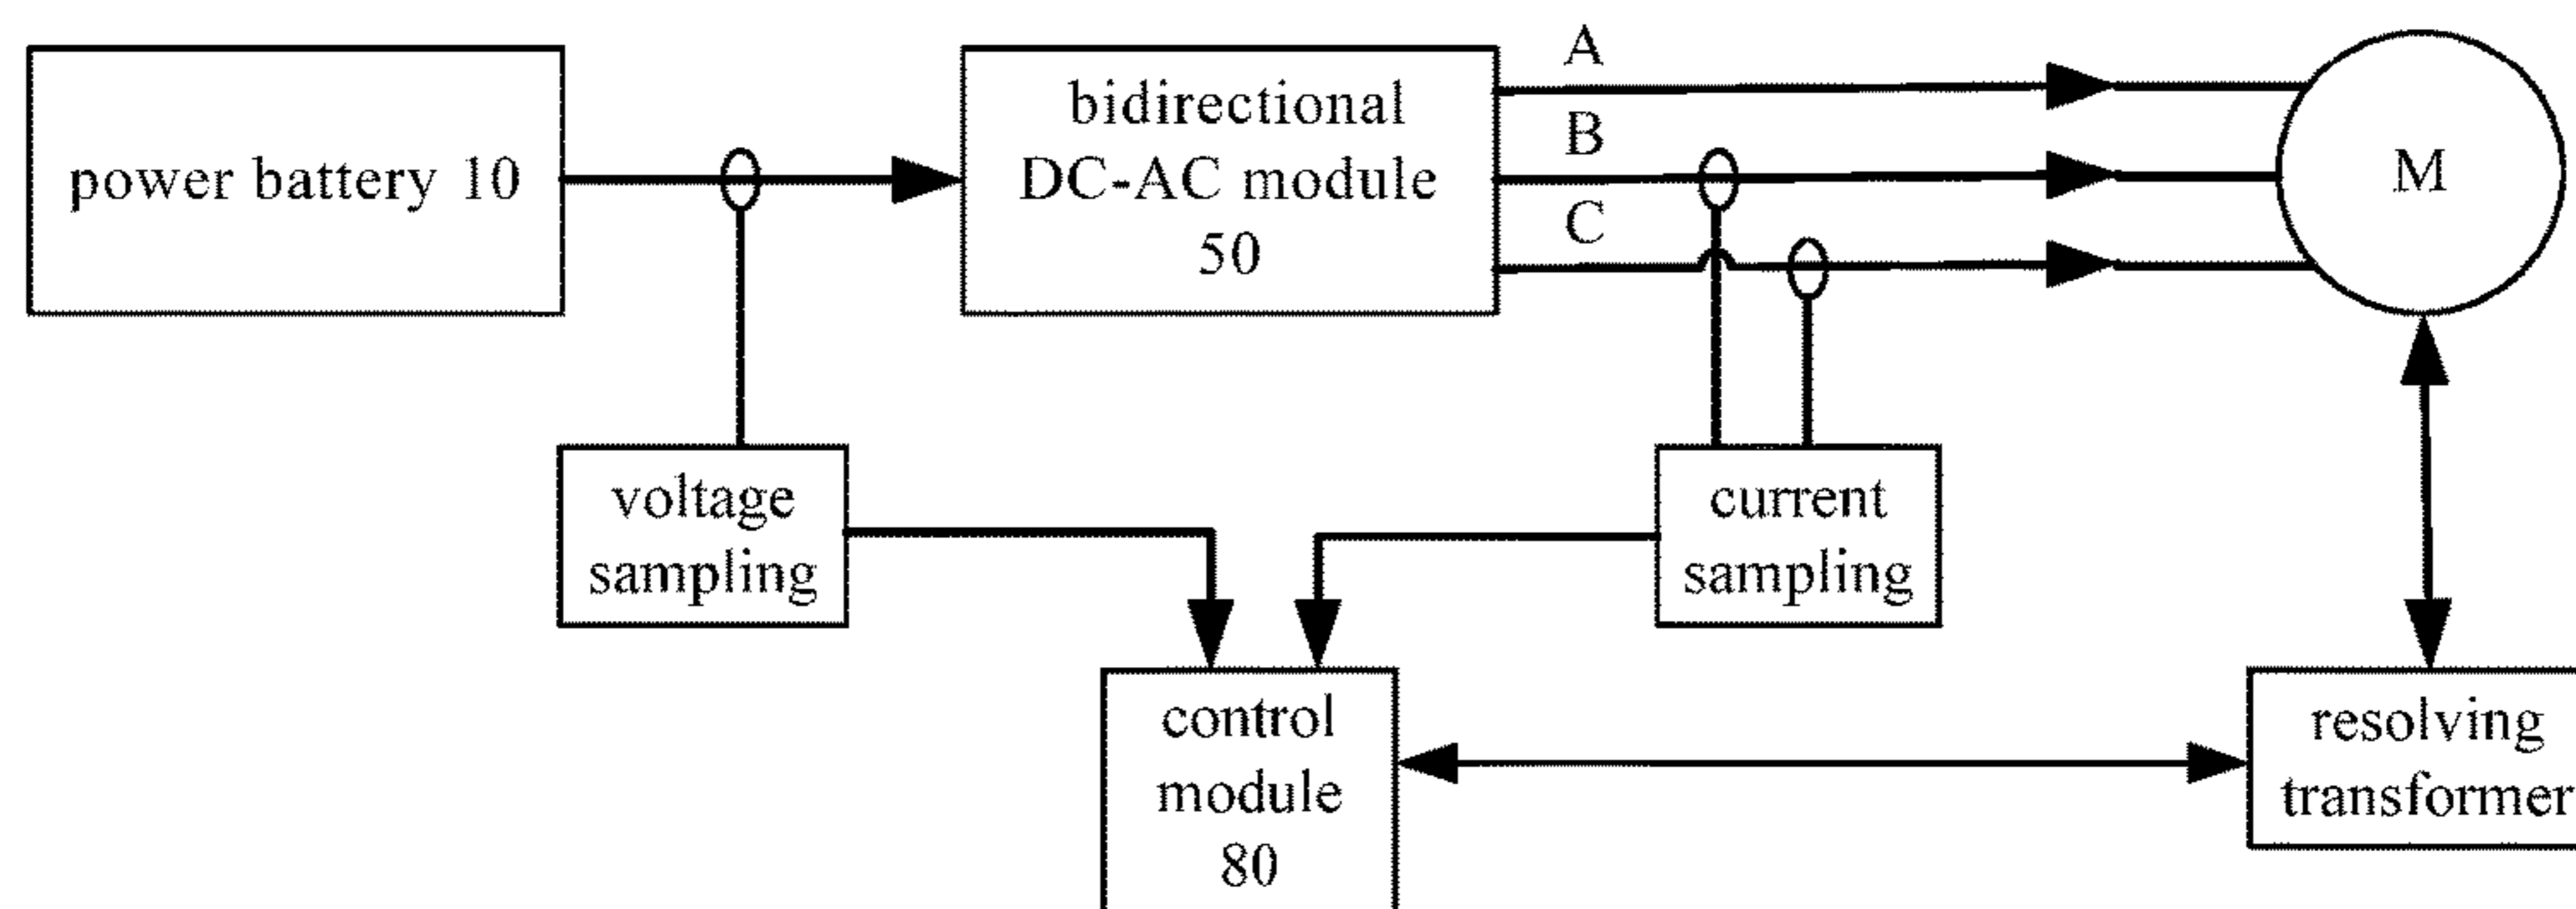 power battery 10
bidirectional
DC-AC module
50
A
B
C
M
voltage
sampling
current
sampling
control
module
80
resolving
transformer